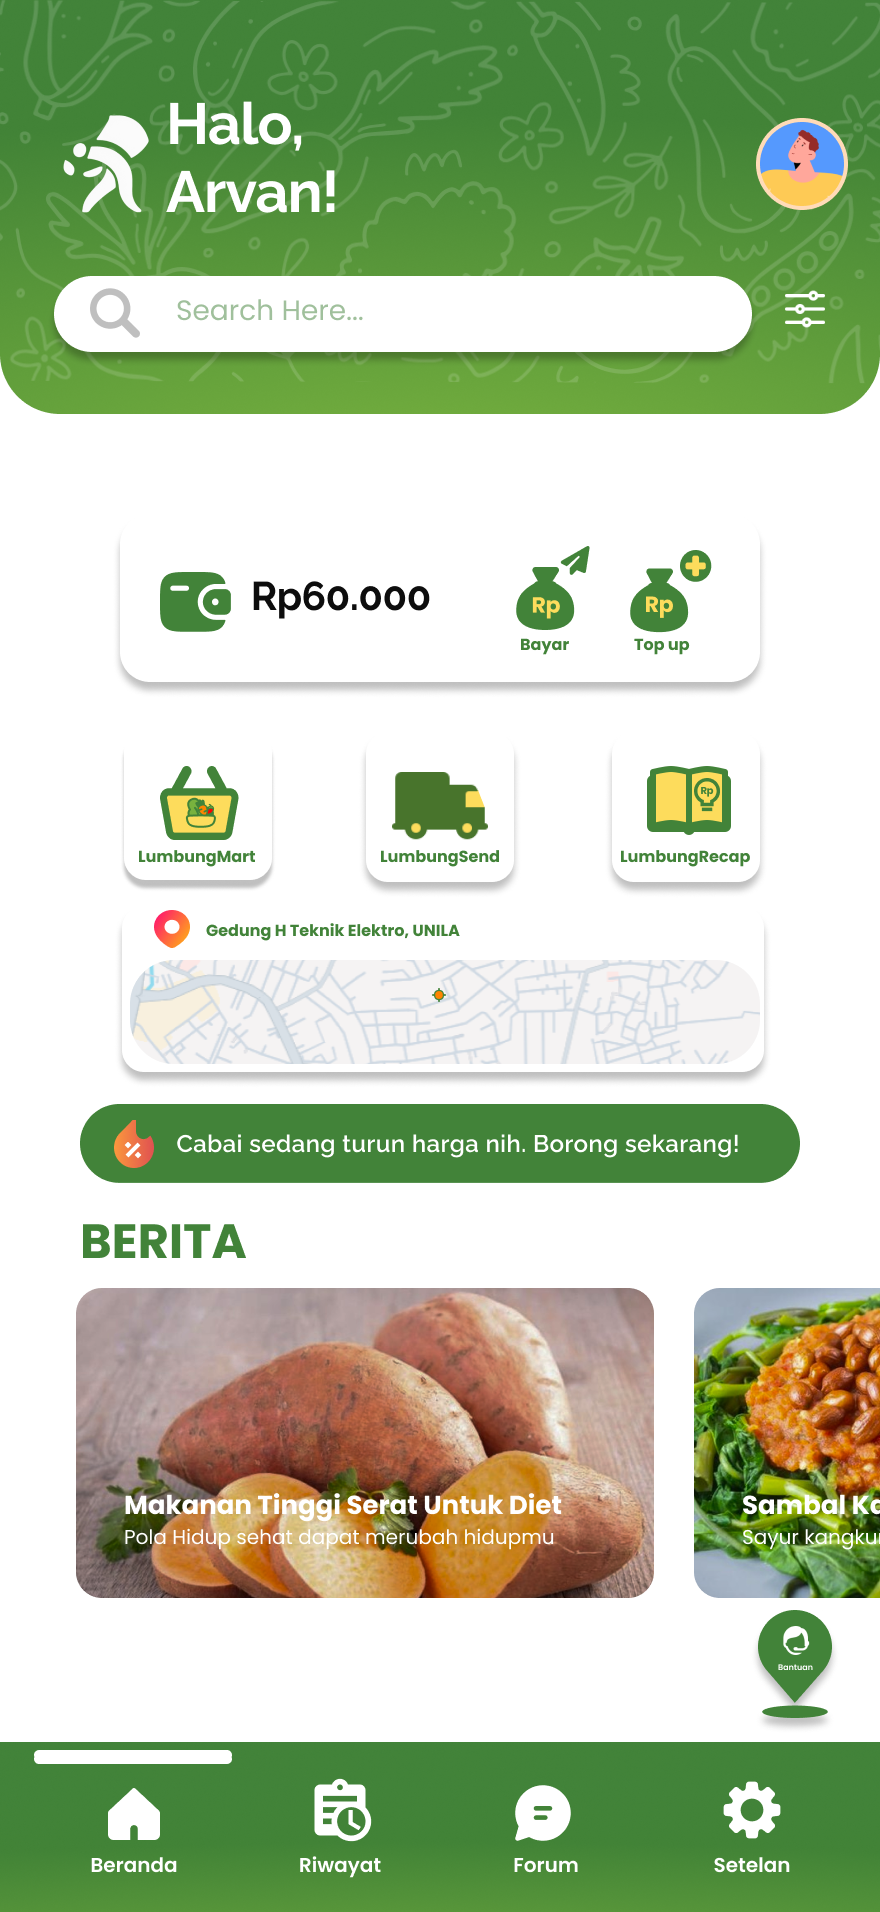 Halo,
Arvan!
Search Here...
Rp60.000
Rp
Rp
Bayar
Top up
Rp
LumbungMart
LumbungSend
LumbungRecap
Gedung H Teknik Elektro, UNILA
Cabai sedang turun harga nih. Borong sekarang!
BERITA
Makanan Tinggi Serat Untuk Diet
Pola Hidup sehat dapat merubah hidupmu
Sambal
Sayur
Bantuan
Beranda
Riwayat
Forum
Setelan